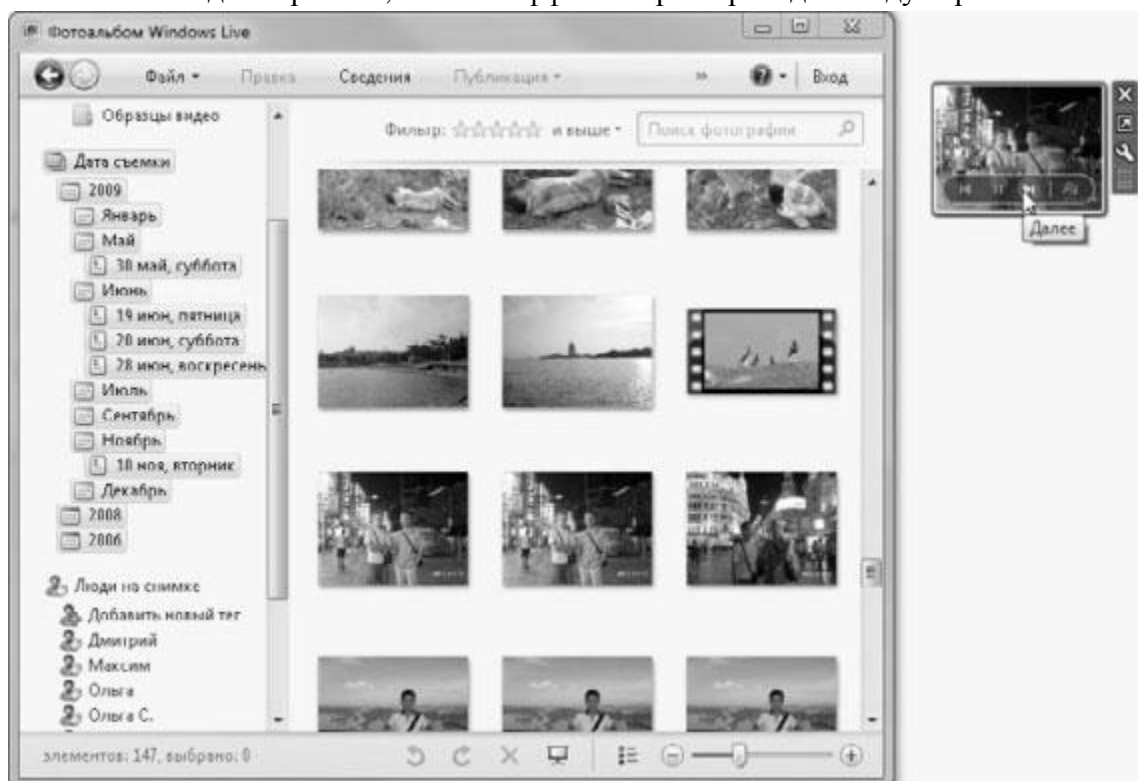 Фотоальбом Windows Live
Файл Правка Сведения Публикация » Вход
Образцы видео
Фильтр: и выше Поиск фотографии
Дата съемки
2009
Январь
Май
30 май, суббота
Июнь
19 июн, пятница
20 июн, суббота
28 июн, воскресень
Июль
Сентябрь
Ноябрь
10 ноя, вторник
Декабрь
2008
2006
Люди на снимке
Добавить новый тег
Дмитрий
Максим
Ольга
Ольга С.
элементов: 147, выбрано: 0
Далее